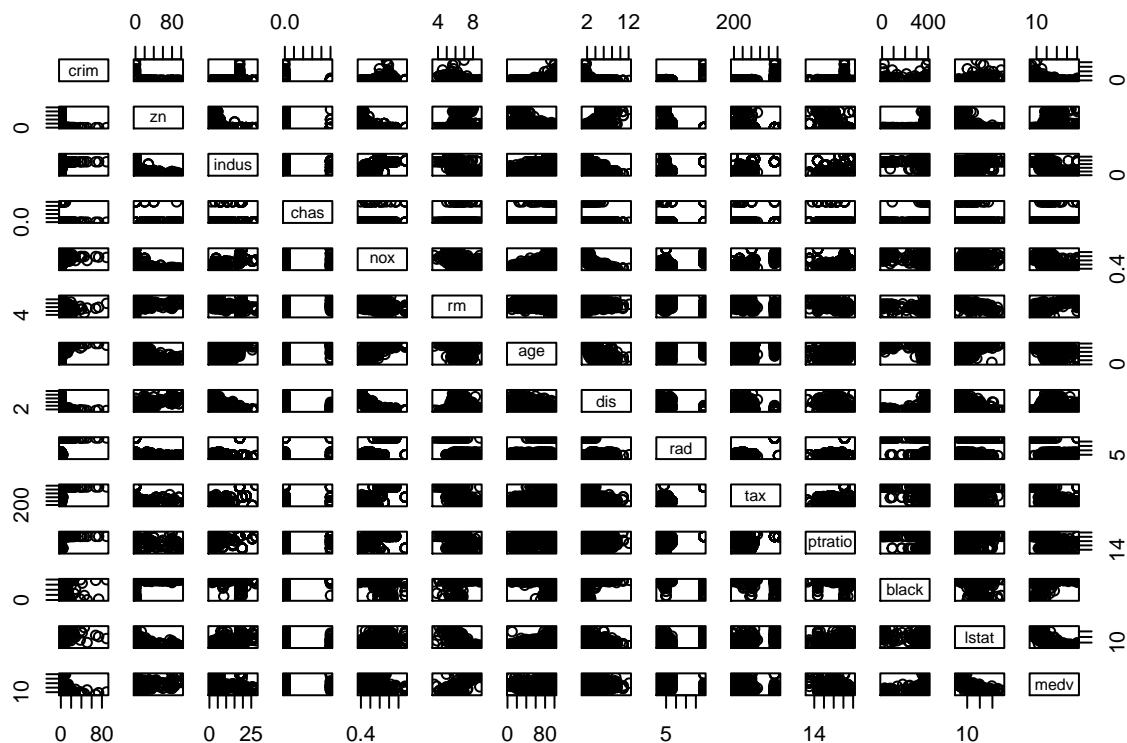 0 80 0.0 4 8 2 12 200 0 400 10
crim 0
0 zn
indus 0
0.0 chas
nox 0.4
4 rm
age 0
2 dis
rad 5
200 tax
ptratio 14
0 black
lstat 10
10 medv
0 80 0 25 0.4 0 80 5 14 10